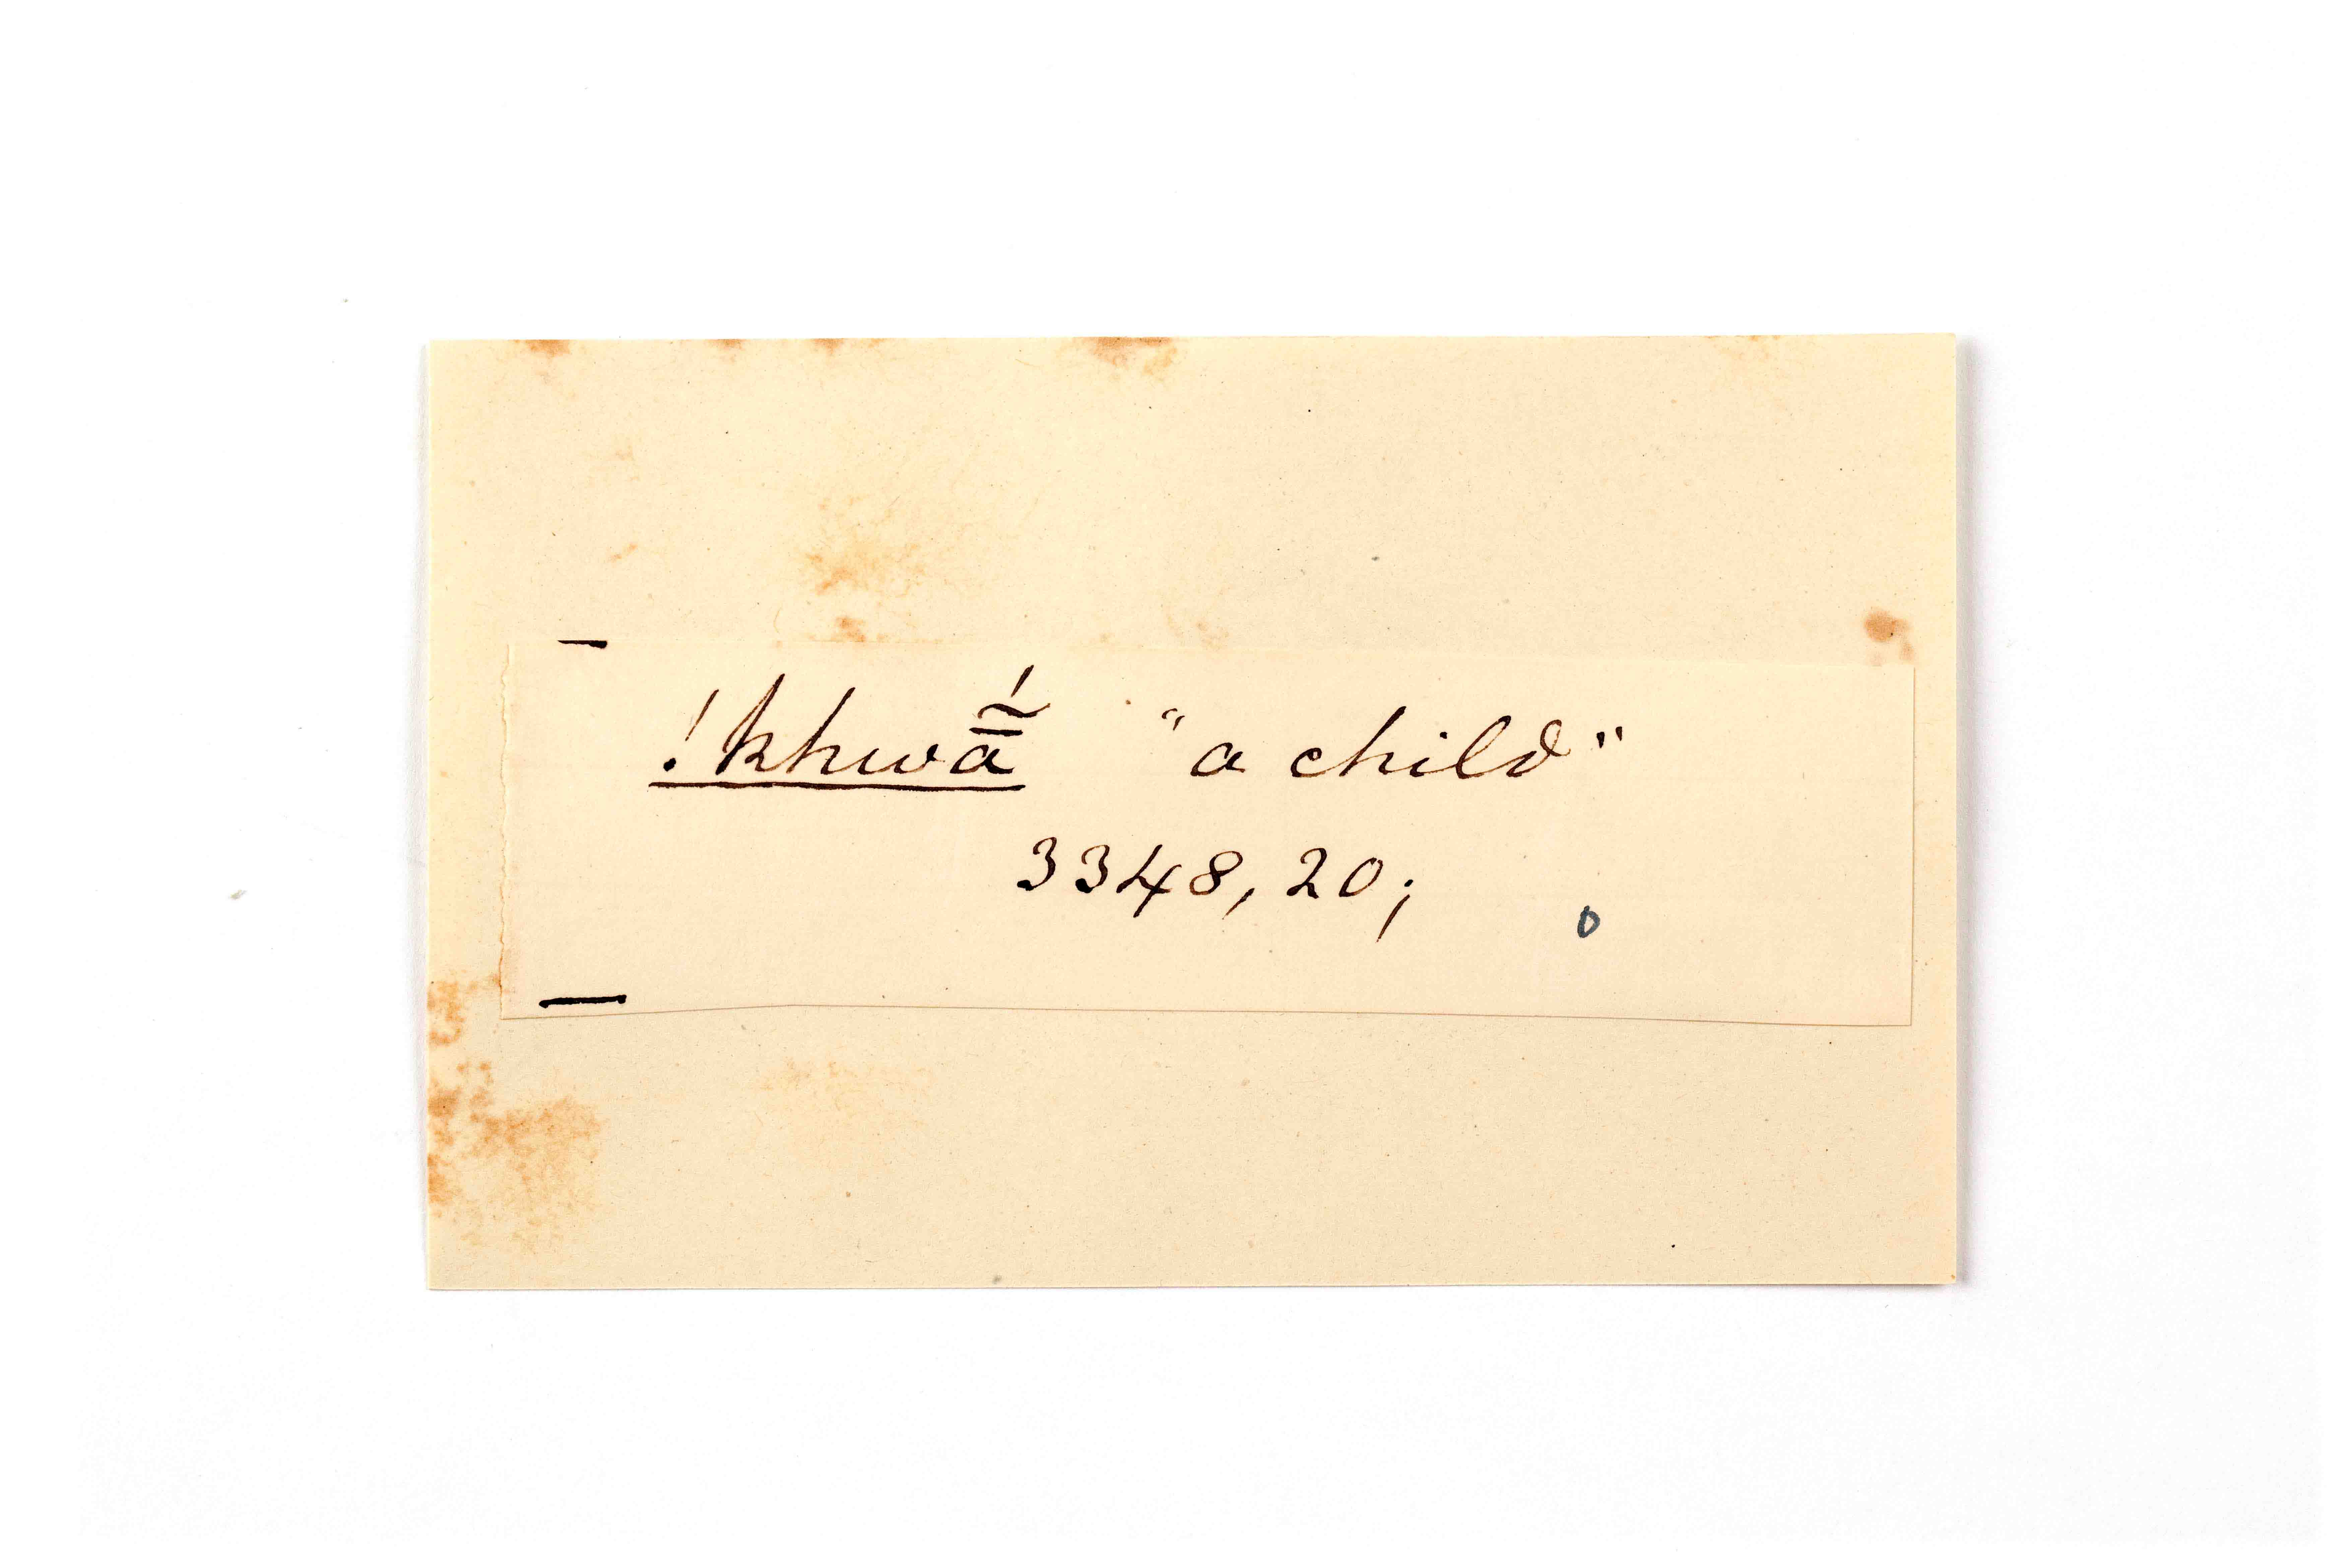 !khwā̃́ "a child"
3348, 20;
o